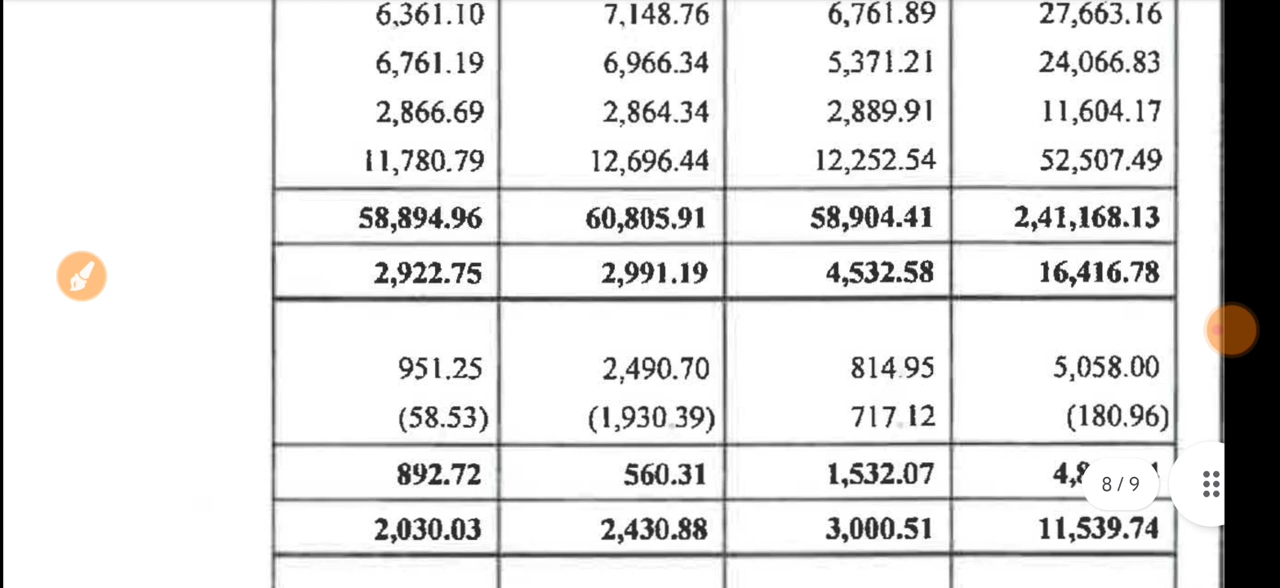 6,361.10 7,148.76 6,761.89 27,663.16
6,761.19 6,966.34 5,371.21 24,066.83
2,866.69 2,864.34 2,889.91 11,604.17
11,780.79 12,696.44 12,252.54 52,507.49
58,894.96 60,805.91 58,904.41 2,41,168.13
2,922.75 2,991.19 4,532.58 16,416.78
951.25 2,490.70 814.95 5,058.00
(58.53) (1,930.39) 717.12 (180.96)
892.72 560.31 1,532.07
8/9
2,030.03 2,430.88 3,000.51 11,539.74